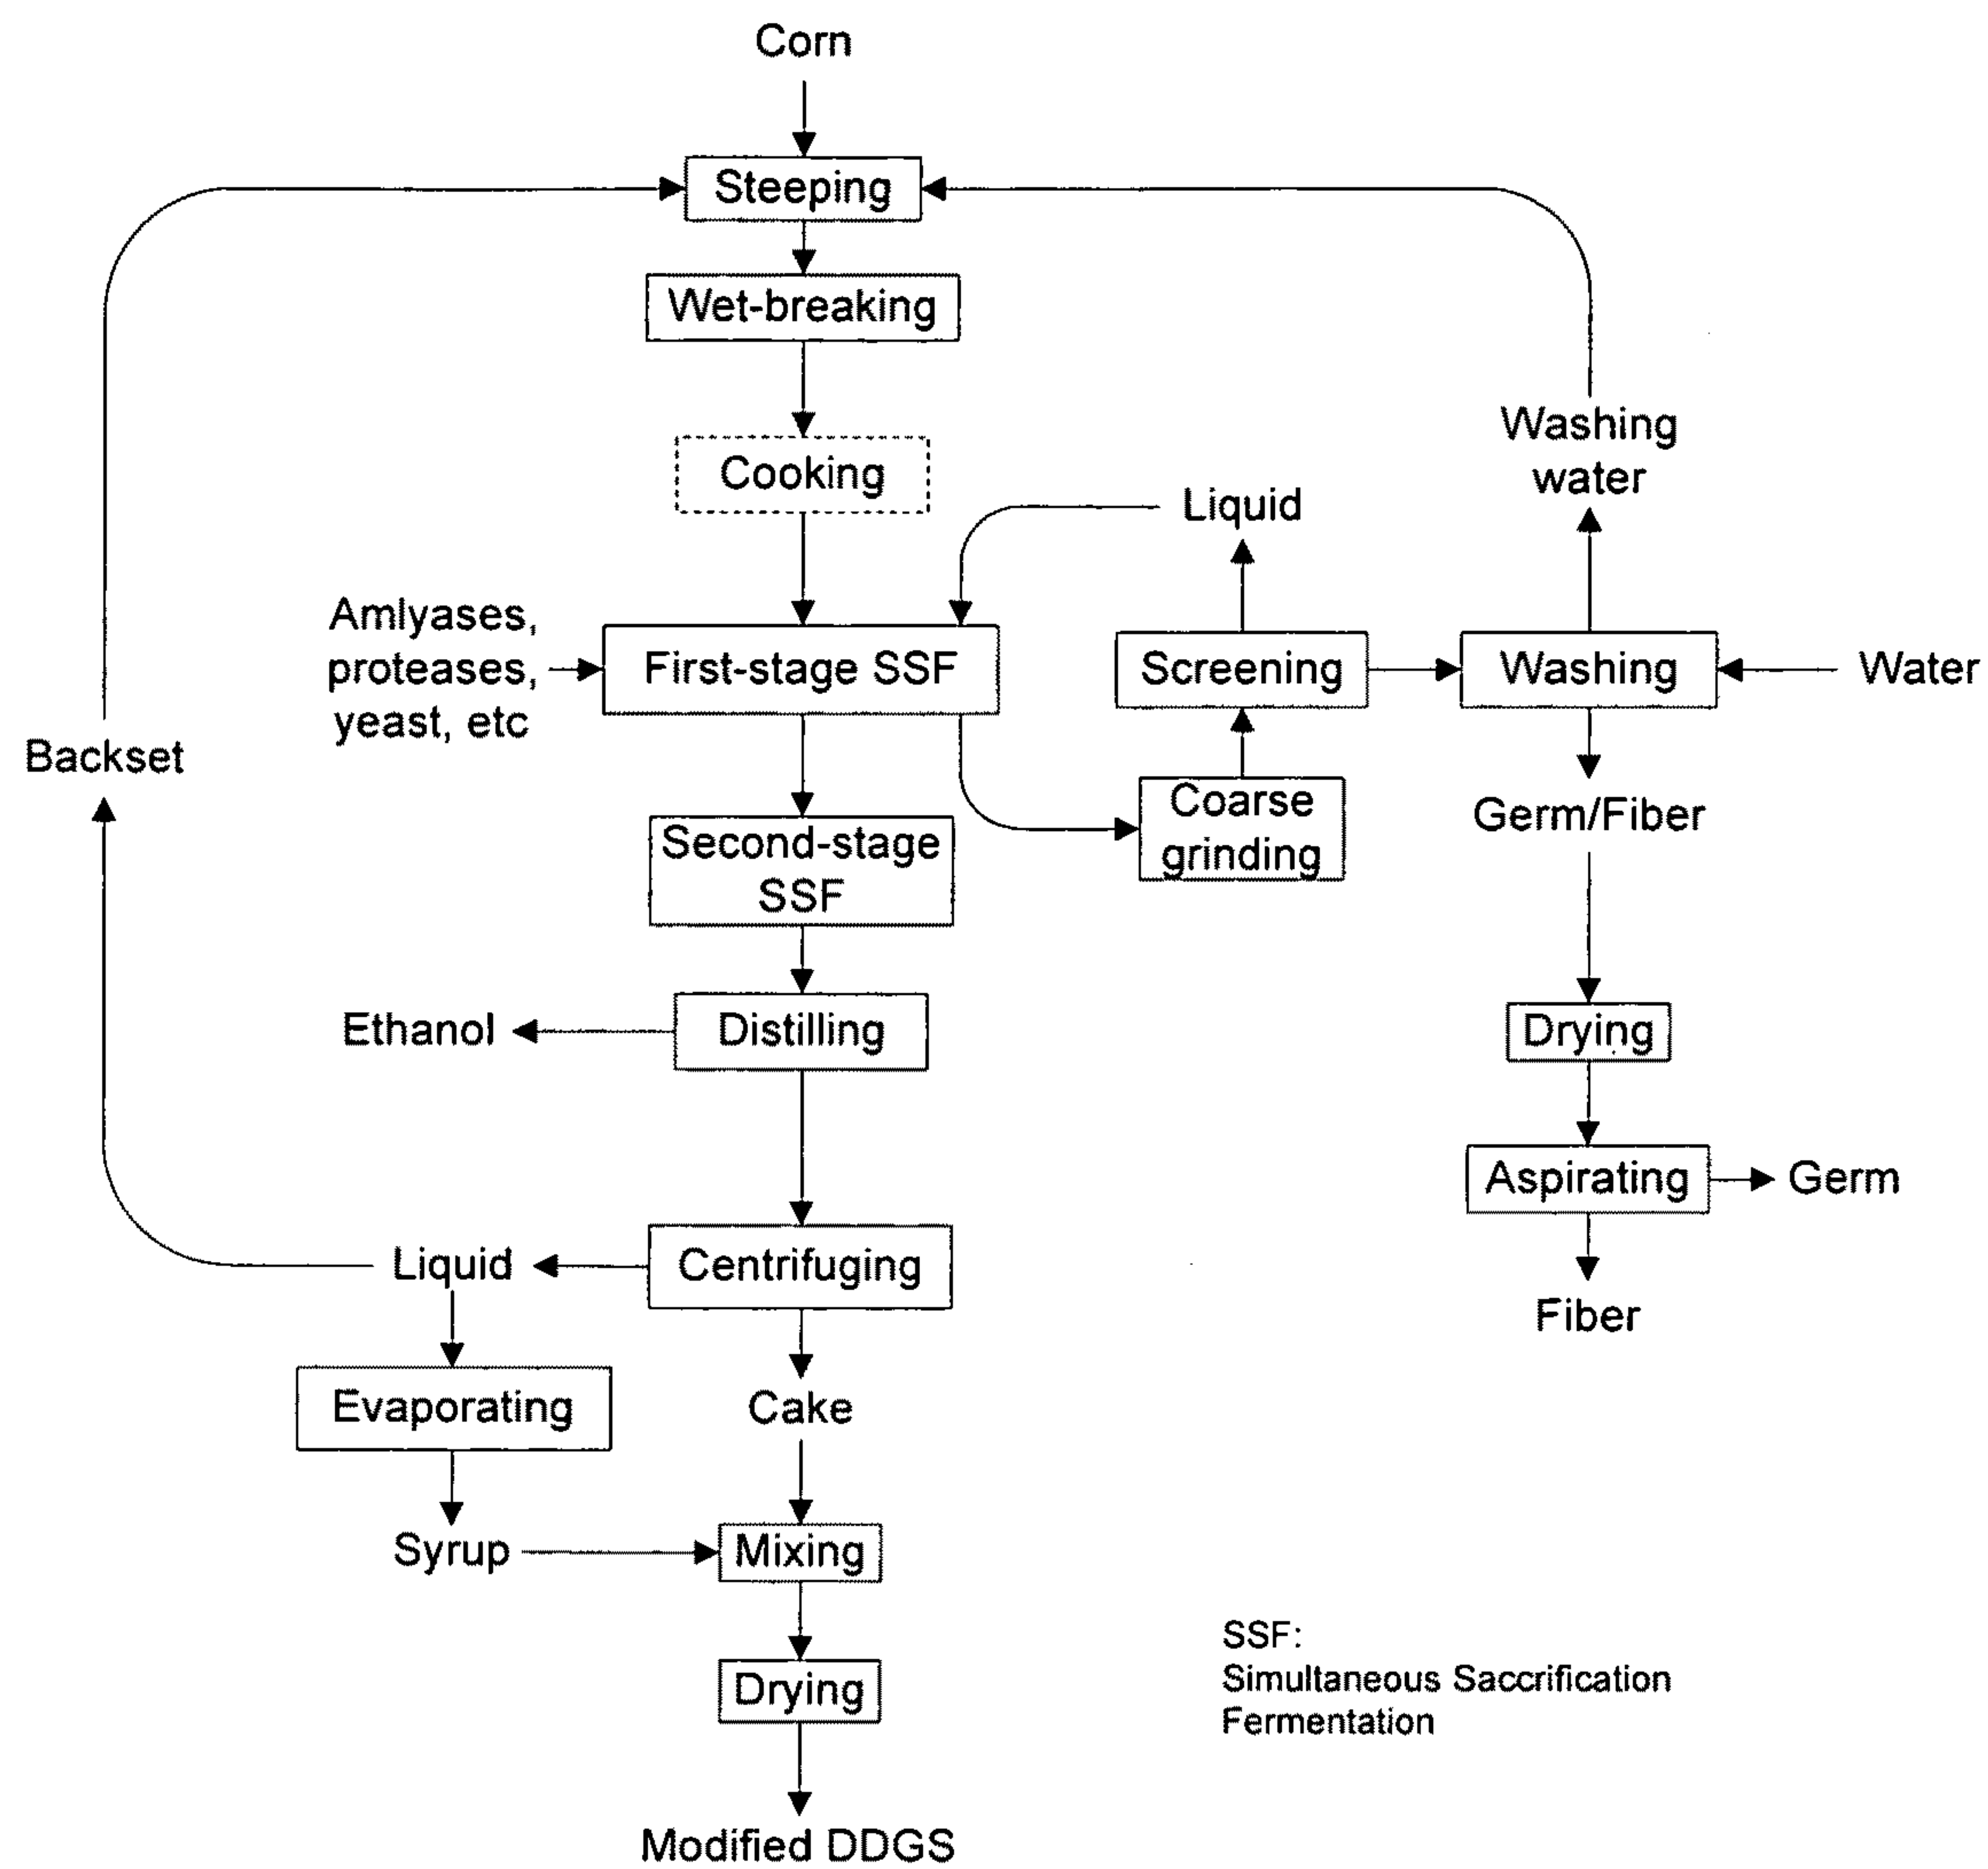 Corn
Steeping
Wet-breaking
Cooking
Washing
water
Liquid
Amlyases,
proteases,
yeast, etc
First-stage SSF
Screening
Washing
Water
Backset
Coarse
grinding
Germ/Fiber
Second-stage
SSF
Ethanol
Distilling
Drying
Aspirating
Germ
Liquid
Centrifuging
Fiber
Evaporating
Cake
Syrup
Mixing
SSF:
Simultaneous Saccrification
Fermentation
Drying
Modified DDGS